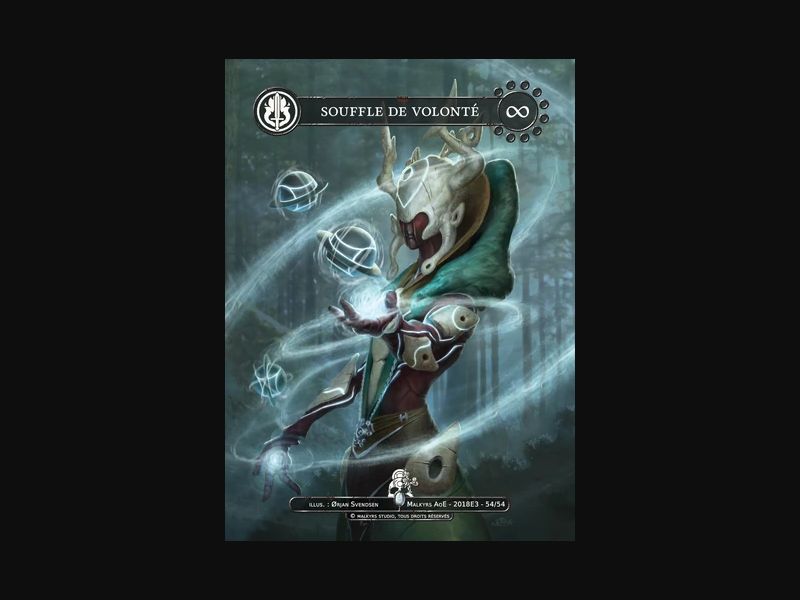 SOUFFLE DE VOLONTÉ
∞
ILLUS. : ØRJAN SVENDSEN MALKYRS AOE - 2018E3 - 54/54
© MALKYRS STUDIO, TOUS DROITS RÉSERVÉS